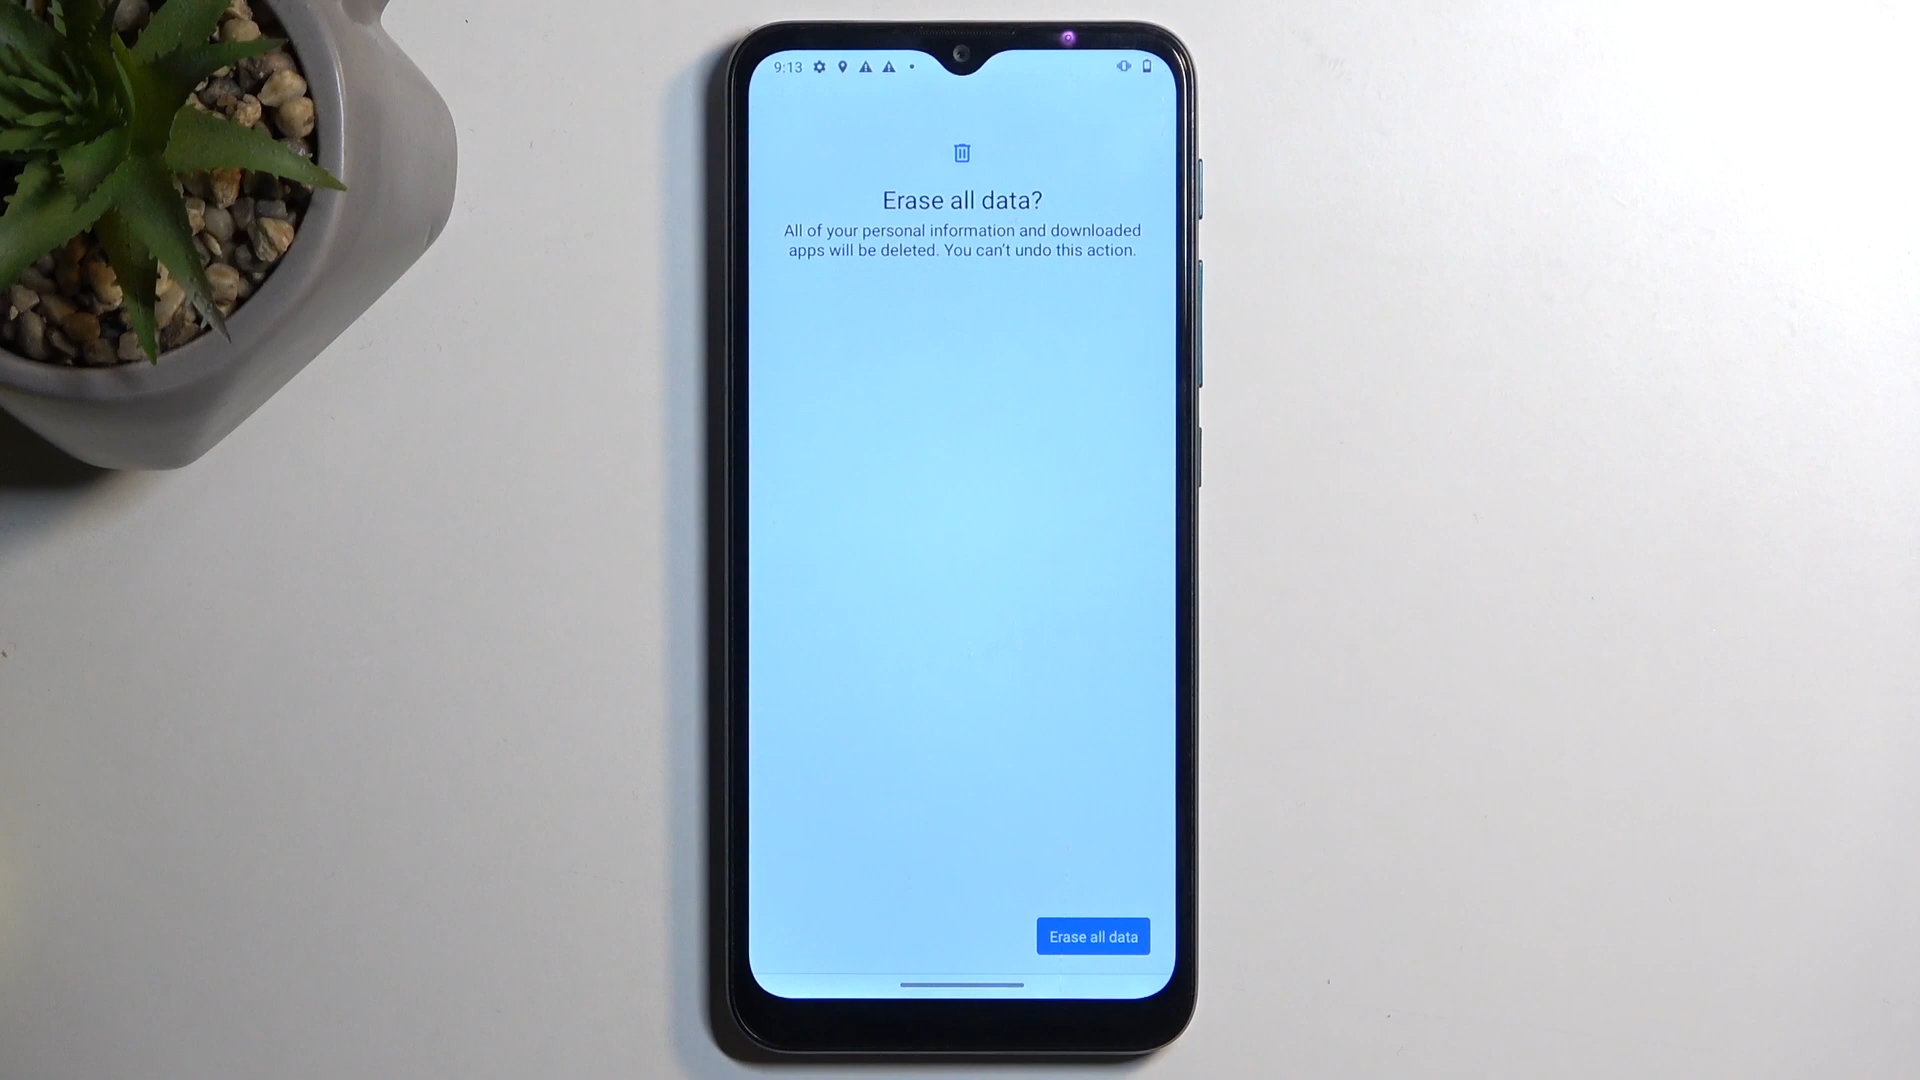 9:13
Erase all data?
All of your personal information and downloaded
apps will be deleted. You can't undo this action.
Erase all data